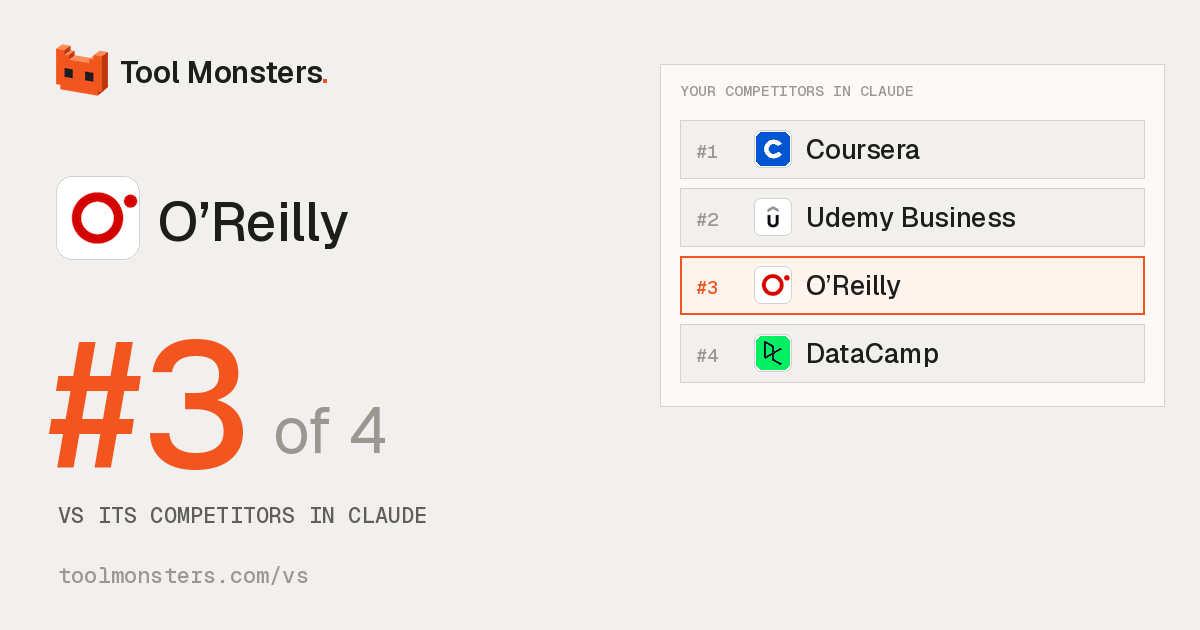 Tool Monsters.
O’Reilly
#3 of 4
VS ITS COMPETITORS IN CLAUDE
toolmonsters.com/vs
YOUR COMPETITORS IN CLAUDE
#1 Coursera
#2 Udemy Business
#3 O’Reilly
#4 DataCamp